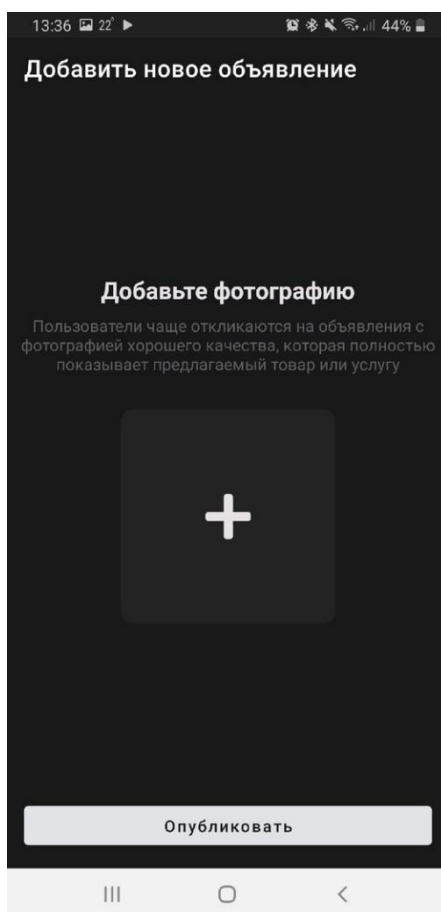 13:36 22° 44%
Добавить новое объявление
Добавьте фотографию
Пользователи чаще откликаются на объявления с
фотографией хорошего качества, которая полностью
показывает предлагаемый товар или услугу
Опубликовать